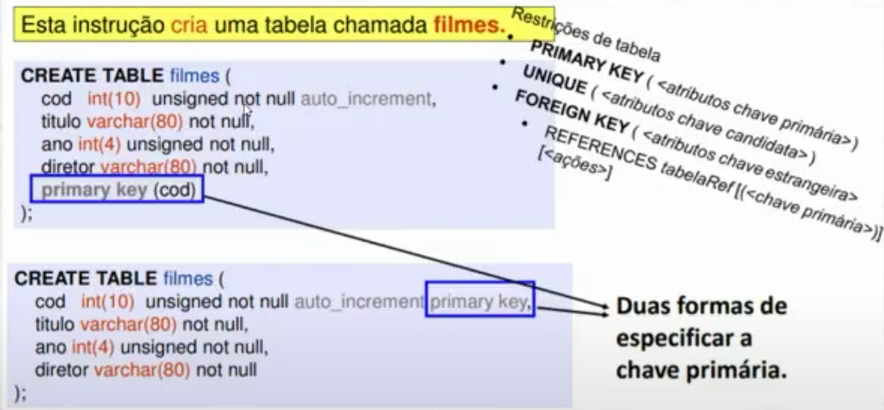 Esta instrução cria uma tabela chamada filmes.
CREATE TABLE filmes (
cod int(10) unsigned not null auto_increment,
titulo varchar(80) not null,
ano int(4) unsigned not null,
diretor varchar(80) not null,
primary key (cod)
);
Restrições de tabela
• PRIMARY KEY ( <atributos chave primária>)
• UNIQUE ( <atributos chave candidata> )
• FOREIGN KEY ( <atributos chave estrangeira>
• REFERENCES tabelaRef [(<chave primária>)]
[<ações>]
CREATE TABLE filmes (
cod int(10) unsigned not null auto_increment primary key,
titulo varchar(80) not null,
ano int(4) unsigned not null,
diretor varchar(80) not null
);
Duas formas de
especificar a
chave primária.